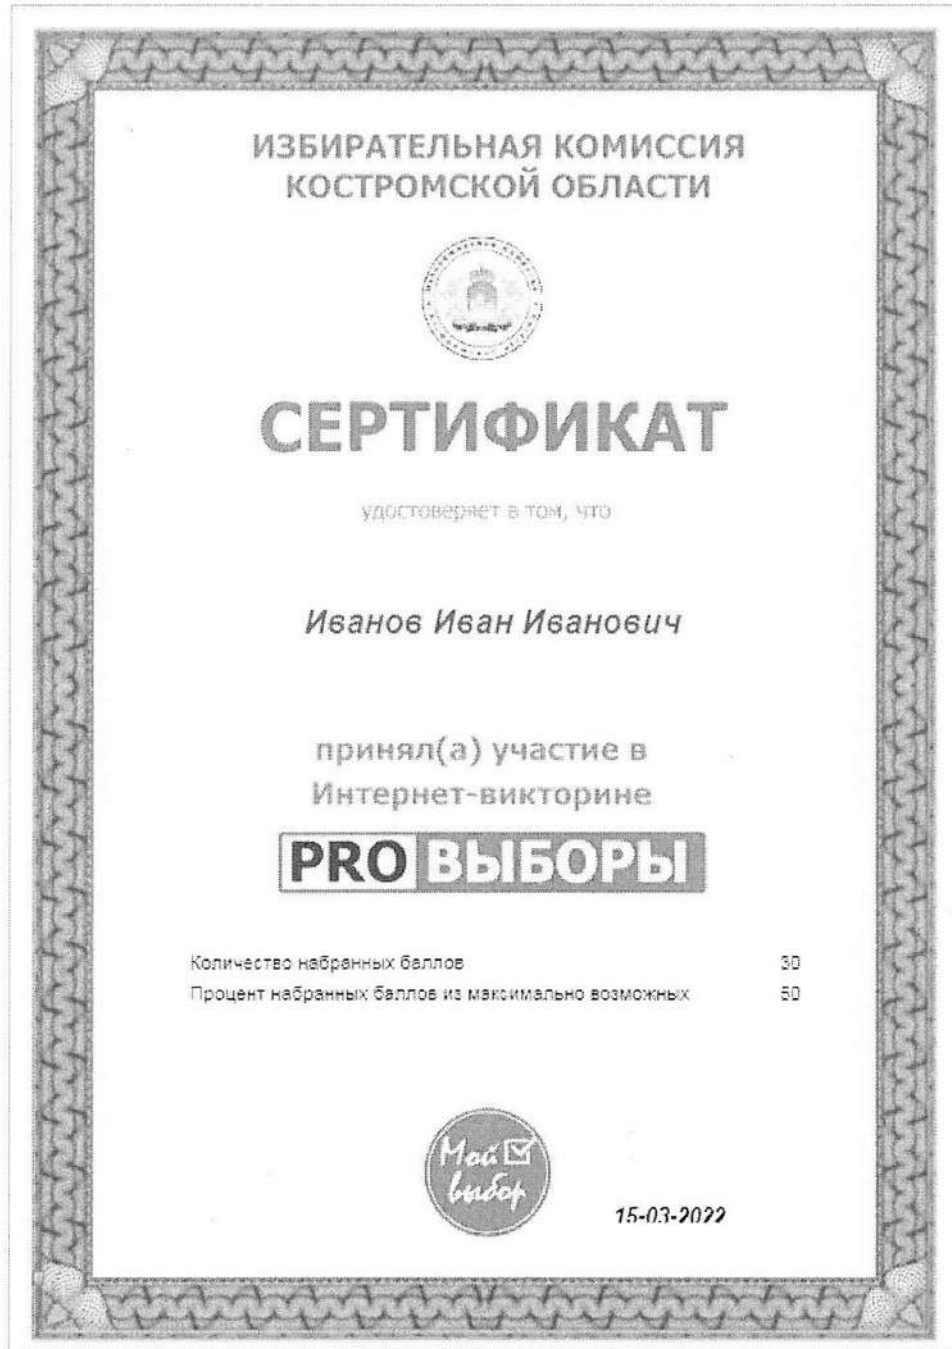 ИЗБИРАТЕЛЬНАЯ КОМИССИЯ
КОСТРОМСКОЙ ОБЛАСТИ
СЕРТИФИКАТ
удостоверяет в том, что
Иванов Иван Иванович
принял(а) участие в
Интернет-викторине
PRO ВЫБОРЫ
Количество набранных баллов 30
Процент набранных баллов из максимально возможных 50
Мой
выбор
15-03-2022